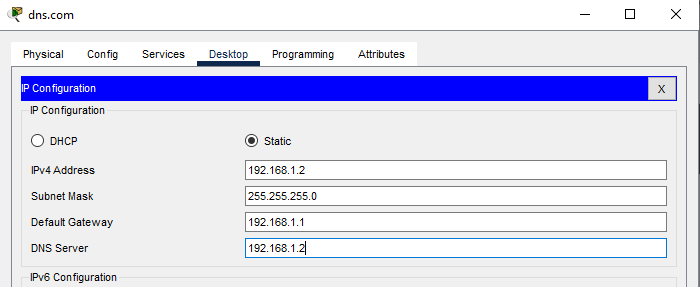 dns.com
Physical Config Services Desktop Programming Attributes
IP Configuration X
IP Configuration
DHCP Static
IPv4 Address 192.168.1.2
Subnet Mask 255.255.255.0
Default Gateway 192.168.1.1
DNS Server 192.168.1.2
IPv6 Configuration